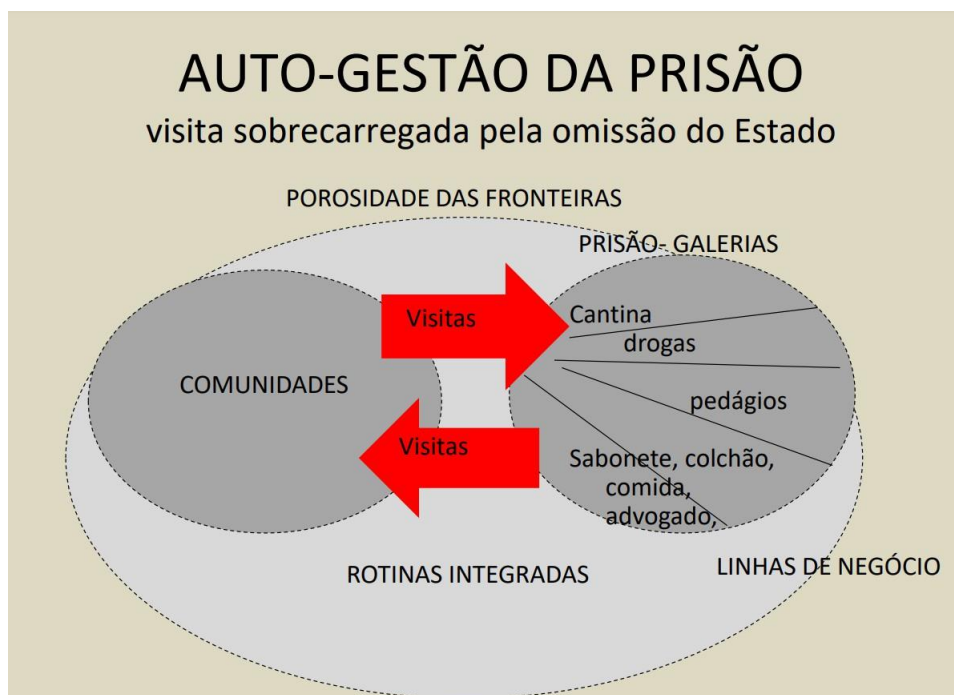 AUTO-GESTÃO DA PRISÃO
visita sobrecarregada pela omissão do Estado
POROSIDADE DAS FRONTEIRAS
PRISÃO- GALERIAS
Visitas
Cantina
drogas
COMUNIDADES
pedágios
Visitas
Sabonete, colchão,
comida,
advogado,
ROTINAS INTEGRADAS
LINHAS DE NEGÓCIO